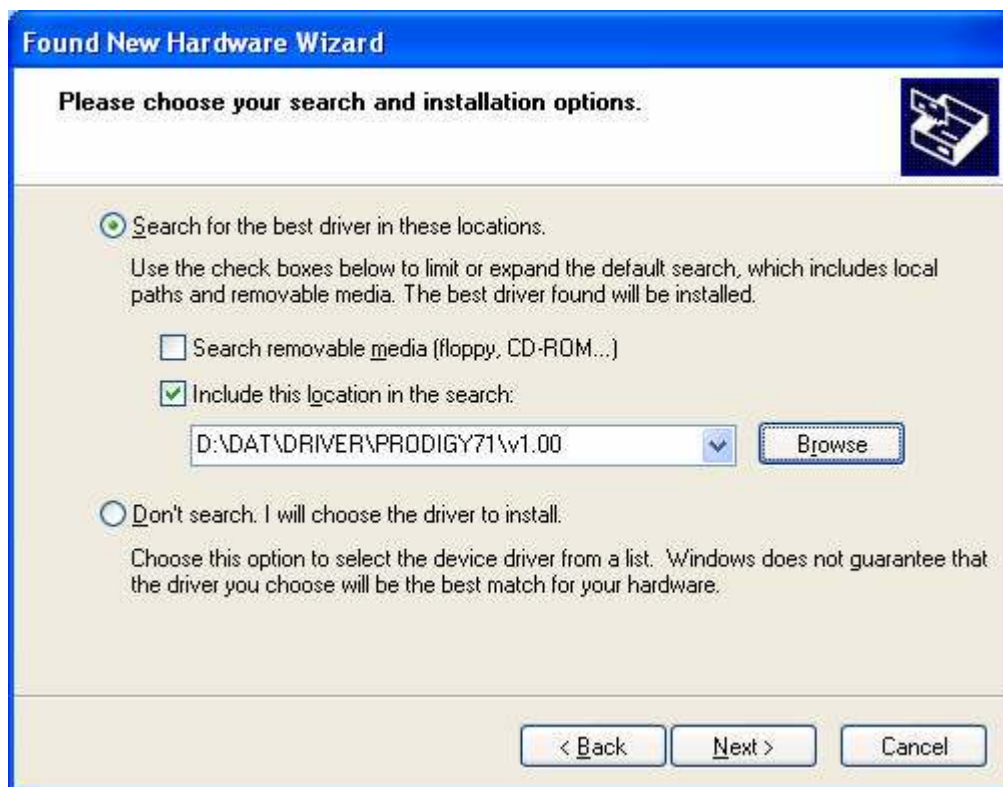 Found New Hardware Wizard
Please choose your search and installation options.
Search for the best driver in these locations.
Use the check boxes below to limit or expand the default search, which includes local
paths and removable media. The best driver found will be installed.
Search removable media (floppy, CD-ROM...)
Include this location in the search:
D:\DAT\DRIVER\PRODIGY71\v1.00
Browse
Don't search. I will choose the driver to install.
Choose this option to select the device driver from a list. Windows does not guarantee that
the driver you choose will be the best match for your hardware.
< Back
Next >
Cancel